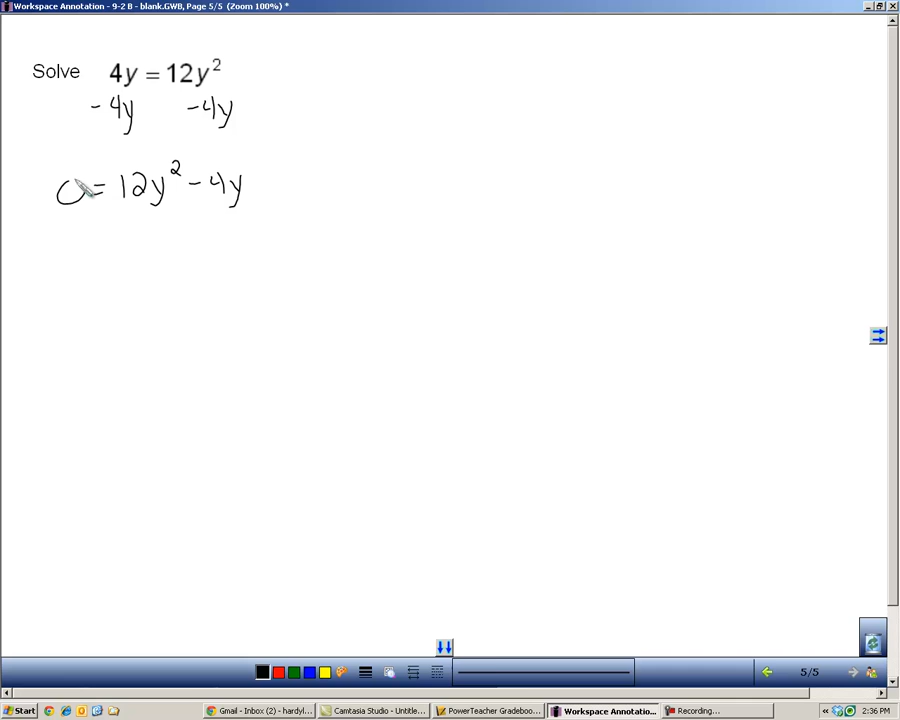 Workspace Annotation - 9-2 B - blank.GWB, Page 5/5 (Zoom 100%) *
Solve 4y = 12y²
- 4y - 4y
0 = 12y² - 4y
5/5
Start Gmail - Inbox (2) - hardyl... Camtasia Studio - Untitle... PowerTeacher Gradeboo... Workspace Annotatio... Recording... « 2:36 PM